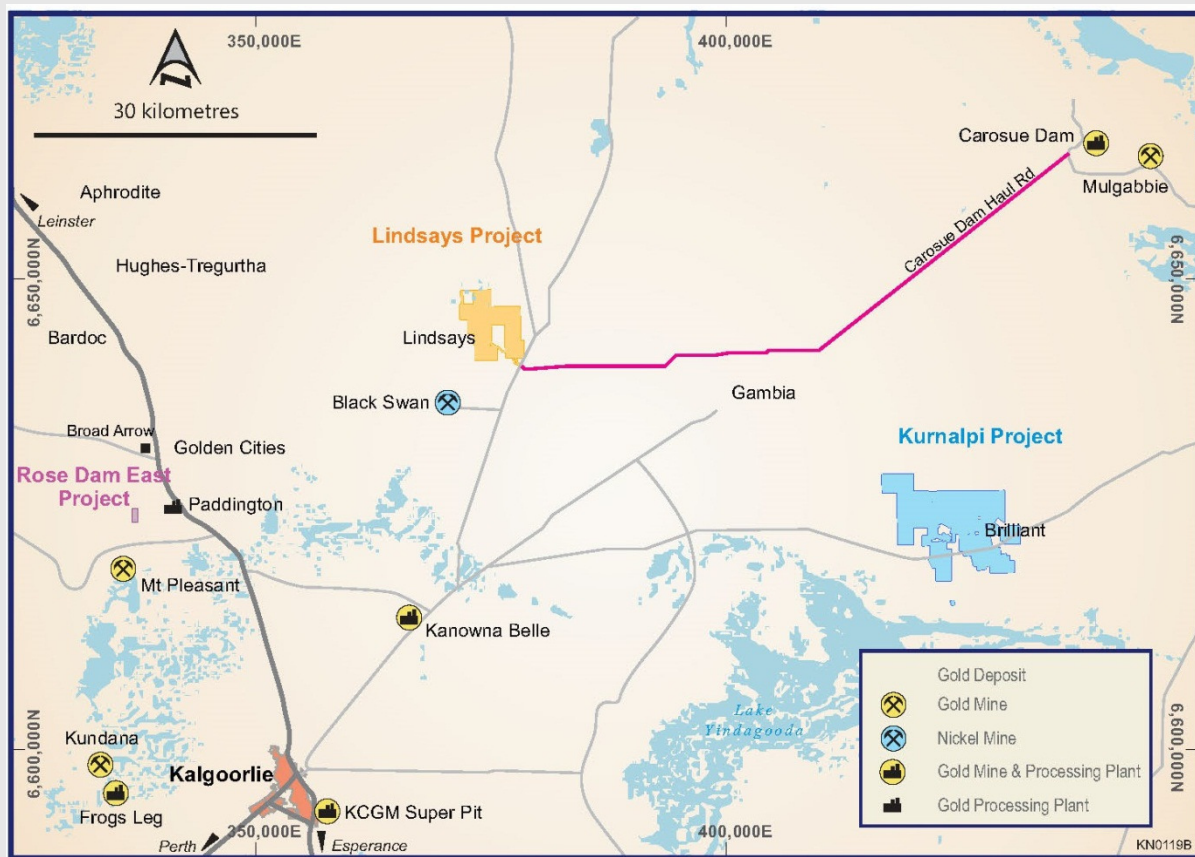 350,000E
400,000E
N
30 kilometres
Carosue Dam
Mulgabbie
Aphrodite
Leinster
Carosue Dam Haul Rd
Lindsays Project
Hughes-Tregurtha
6,650,000N
6,650,000N
Bardoc
Lindsays
Gambia
Black Swan
Broad Arrow
Golden Cities
Kurnalpi Project
Rose Dam East
Project
Paddington
Brilliant
Mt Pleasant
Kanowna Belle
Gold Deposit
Gold Mine
Nickel Mine
Gold Mine & Processing Plant
Gold Processing Plant
Lake
Yindagooda
6,600,000N
6,600,000N
Kundana
Kalgoorlie
Frogs Leg
KCGM Super Pit
350,000E
400,000E
Perth
Esperance
KN0119B